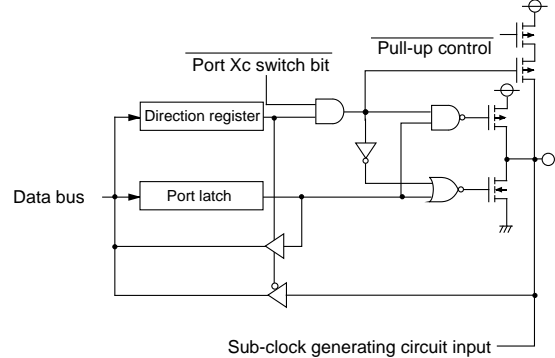 Pull-up control
Port Xc switch bit
Direction register
Data bus
Port latch
Sub-clock generating circuit input